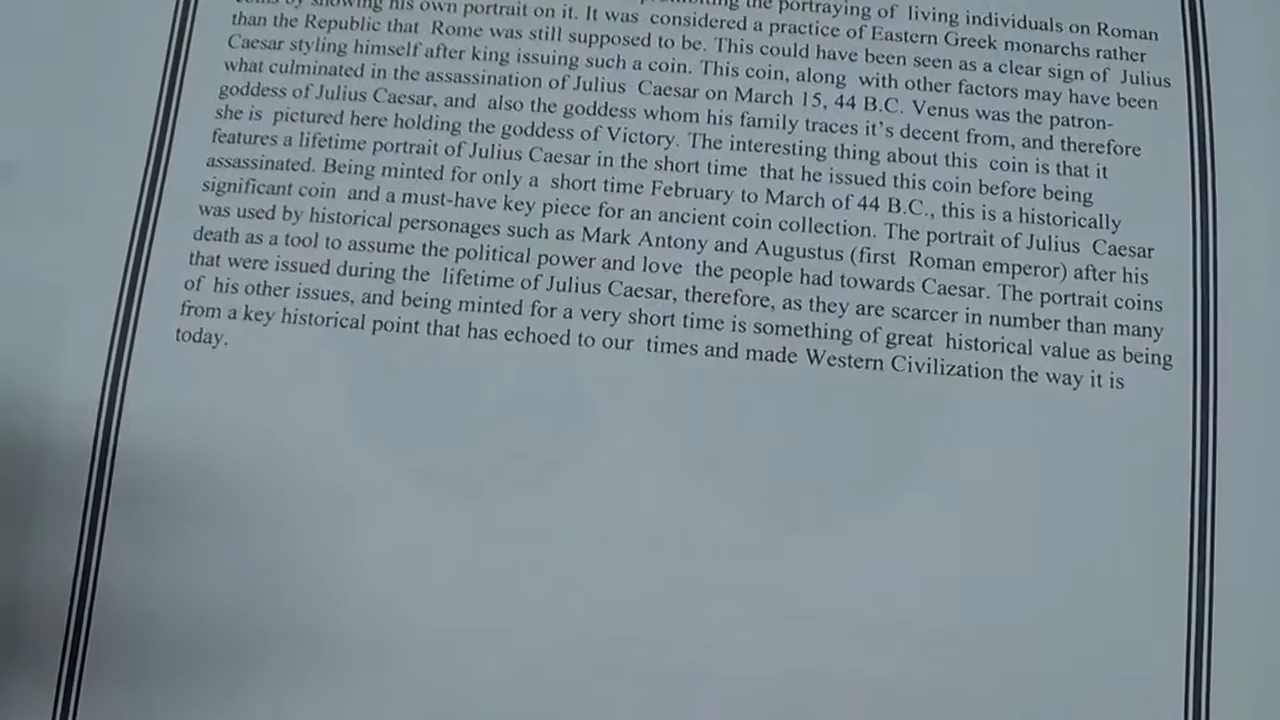 showing his own portrait on it. It was considered a practice of Eastern Greek monarchs rather
the portraying of living individuals on Roman
than the Republic that Rome was still supposed to be. This could have been seen as a clear sign of Julius
Caesar styling himself after king issuing such a coin. This coin, along with other factors may have been
what culminated in the assassination of Julius Caesar on March 15, 44 B.C. Venus was the patron-
goddess of Julius Caesar, and also the goddess whom his family traces it's decent from, and therefore
she is pictured here holding the goddess of Victory. The interesting thing about this coin is that it
features a lifetime portrait of Julius Caesar in the short time that he issued this coin before being
assassinated. Being minted for only a short time February to March of 44 B.C., this is a historically
significant coin and a must-have key piece for an ancient coin collection. The portrait of Julius Caesar
was used by historical personages such as Mark Antony and Augustus (first Roman emperor) after his
death as a tool to assume the political power and love the people had towards Caesar. The portrait coins
that were issued during the lifetime of Julius Caesar, therefore, as they are scarcer in number than many
of his other issues, and being minted for a very short time is something of great historical value as being
from a key historical point that has echoed to our times and made Western Civilization the way it is
today.